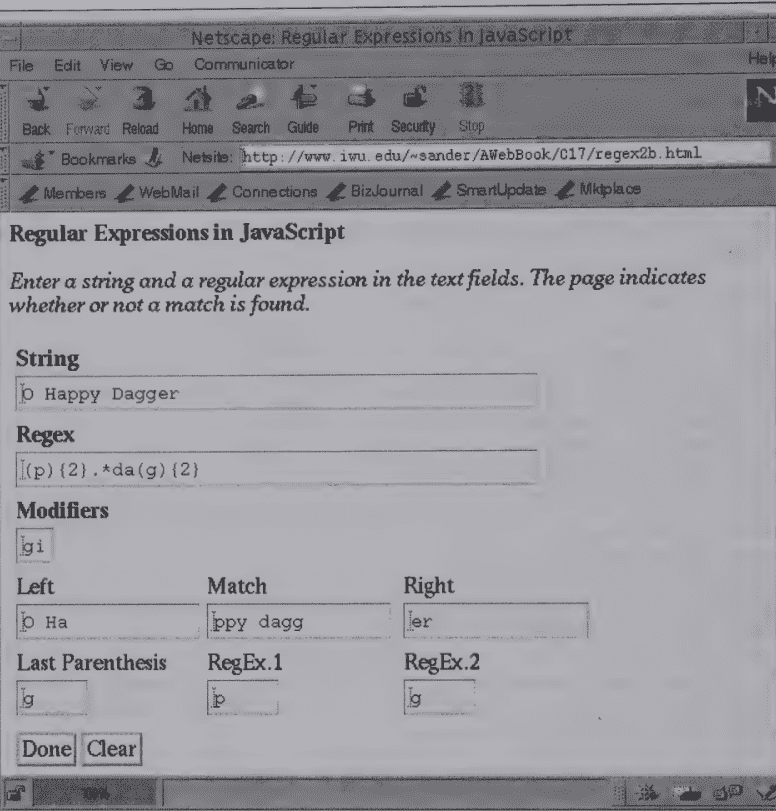 Netscape: Regular Expressions in JavaScript
File Edit View Go Communicator Help
Back Forward Reload Home Search Guide Print Security Stop
N
Bookmarks Netsite: http://www.iwu.edu/~sander/AWebBook/C17/regex2b.html
Members WebMail Connections BizJournal SmartUpdate Mktplace
Regular Expressions in JavaScript
Enter a string and a regular expression in the text fields. The page indicates
whether or not a match is found.
String
O Happy Dagger
Regex
(p){2}.*da(g){2}
Modifiers
gi
Left Match Right
O Ha ppy dagg er
Last Parenthesis RegEx.1 RegEx.2
g p g
Done Clear